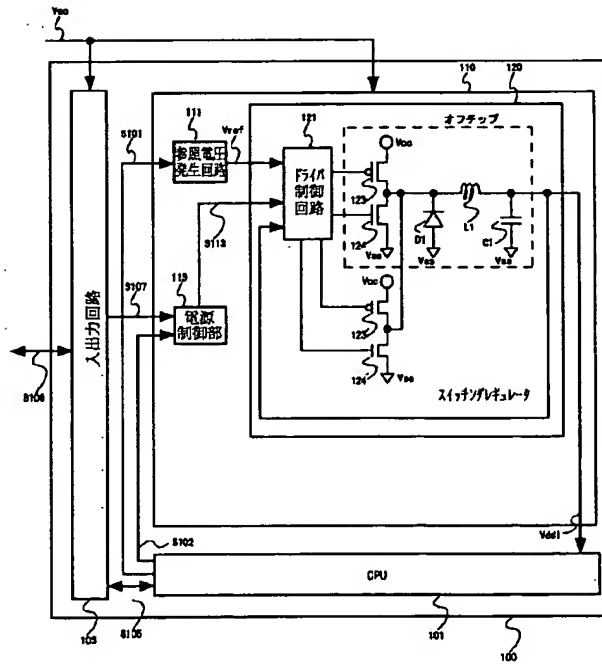 Vcc
110
120
オフチップ
111
S101
参照電圧
発生回路
Vref
121
ドライバ
制御
回路
Vcc
123
124
Vss
D1
Vss
L1
C1
Vss
S113
S107
113
電源
制御部
Vcc
123'
124'
Vss
スイッチングレギュレータ
入出力回路
S106
S102
Vddi
CPU
103
S105
101
100